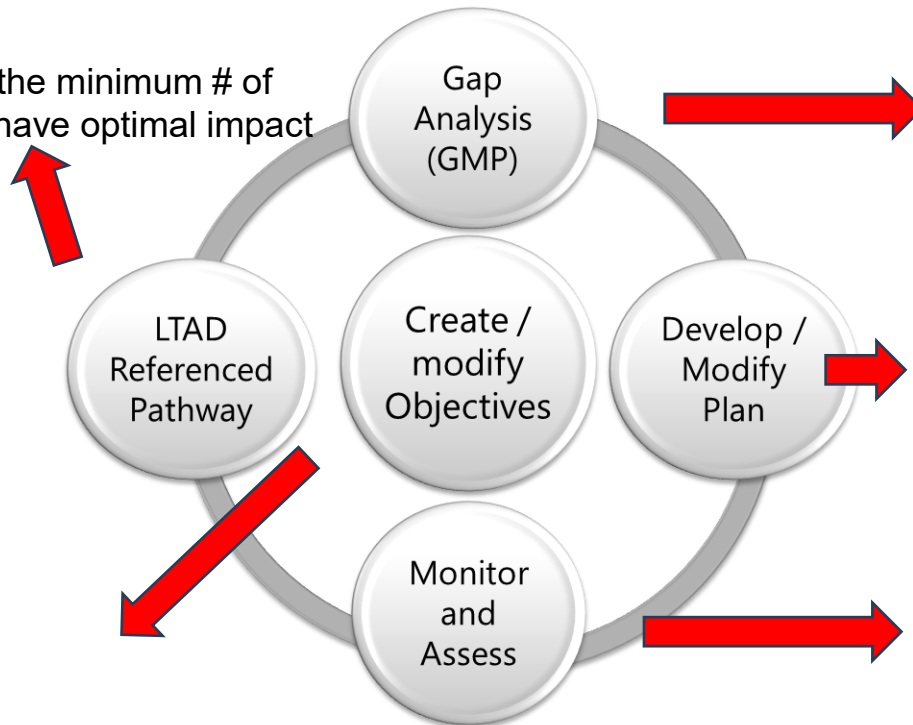 the minimum # of
have optimal impact
Gap
Analysis
(GMP)
LTAD
Referenced
Pathway
Create /
modify
Objectives
Develop /
Modify
Plan
Monitor
and
Assess